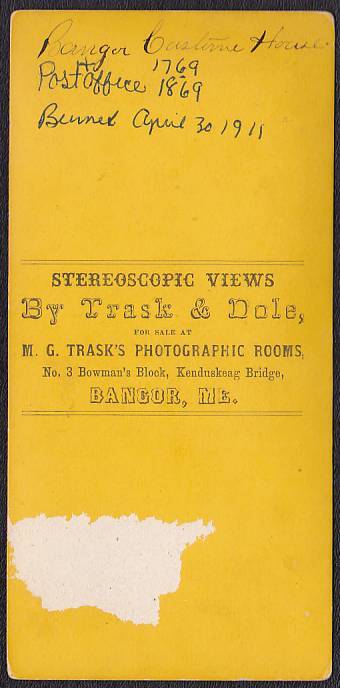 Bangor Custome House
& Postoffice 1769
1869
Burned April 30 1911
STEREOSCOPIC VIEWS
By Trask & Dole,
FOR SALE AT
M. G. TRASK'S PHOTOGRAPHIC ROOMS,
No. 3 Bowman's Block, Kenduskeag Bridge,
BANGOR, ME.